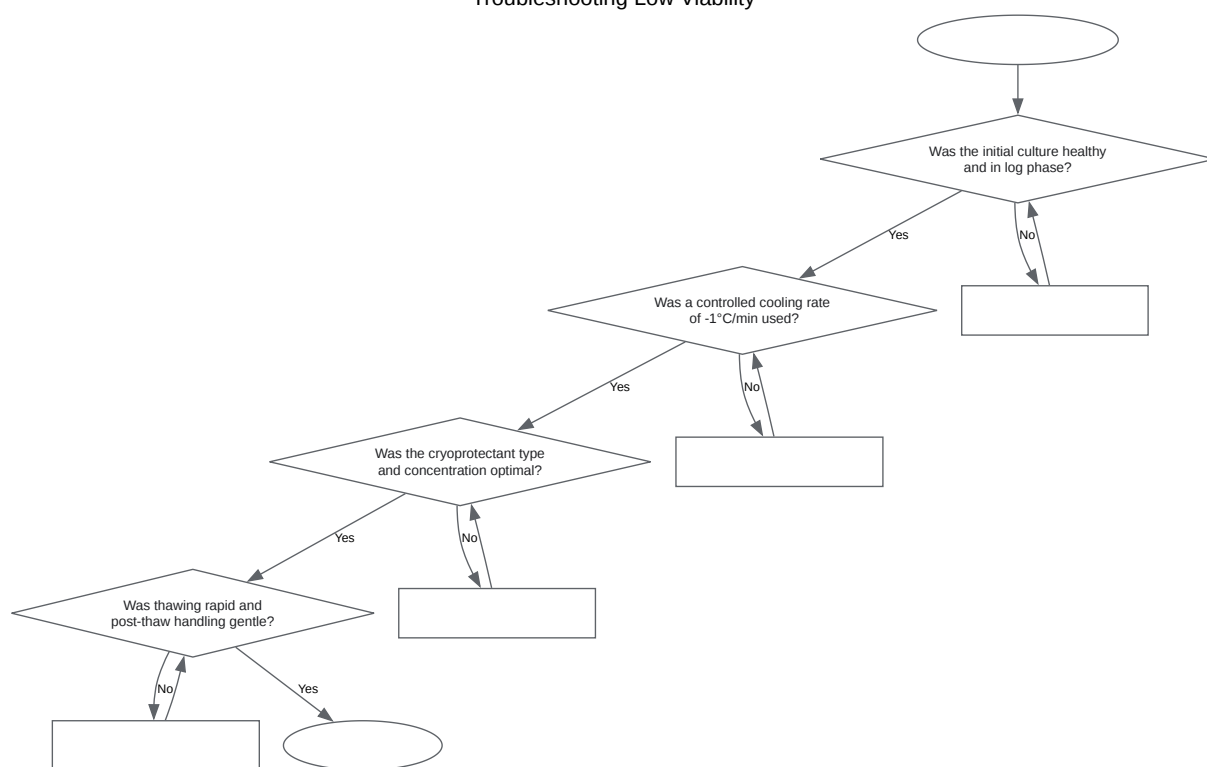 Troubleshooting Low Viability
Was the initial culture healthy
and in log phase?
Yes
No
Was a controlled cooling rate
of -1°C/min used?
Yes
No
Was the cryoprotectant type
and concentration optimal?
Yes
No
Was thawing rapid and
post-thaw handling gentle?
No
Yes